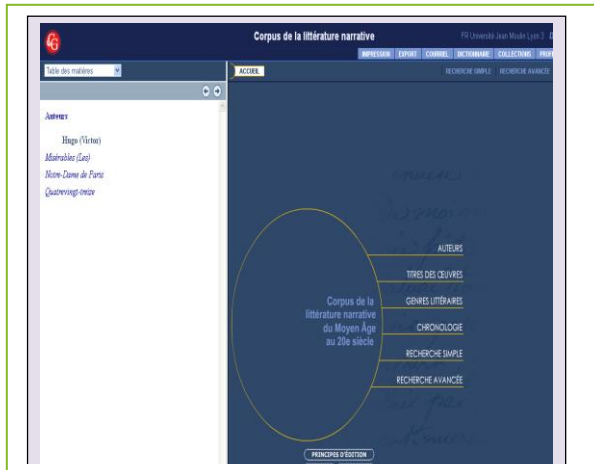 Corpus de la littérature narrative
FR Université Jean Moulin Lyon 3
IMPRESSION EXPORT COURRIEL DICTIONNAIRE COLLECTIONS
Table des matières
ACCUEIL
RECHERCHE SIMPLE RECHERCHE AVANCÉE
Auteurs
Hugo (Victor)
Misérables (Les)
Notre-Dame de Paris
Quatrevingt-treize
AUTEURS
TITRES DES ŒUVRES
GENRES LITTÉRAIRES
CHRONOLOGIE
RECHERCHE SIMPLE
RECHERCHE AVANCÉE
Corpus de la
littérature narrative
du Moyen Âge
au 20e siècle
PRINCIPES D'ÉDITION